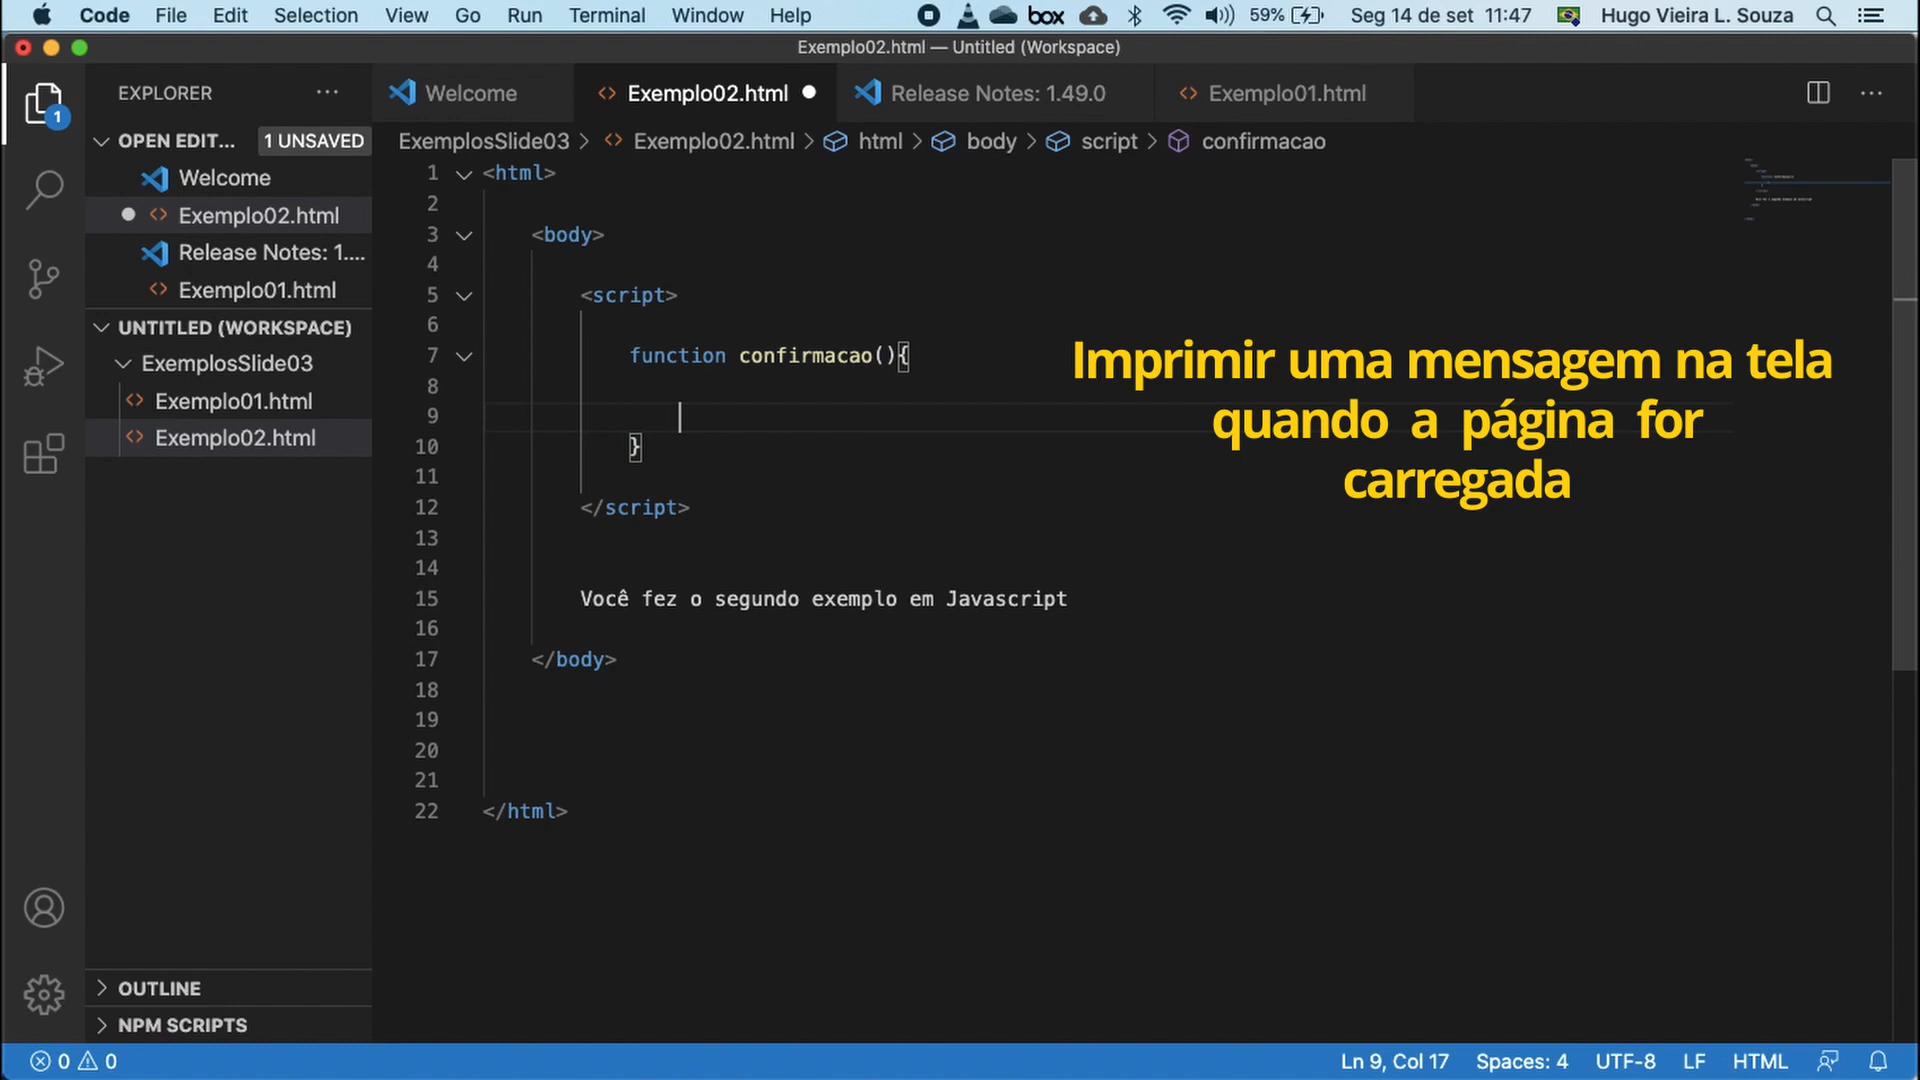 Code File Edit Selection View Go Run Terminal Window Help box 59% Seg 14 de set 11:47 Hugo Vieira L. Souza
Exemplo02.html — Untitled (Workspace)
EXPLORER ···
Welcome
Exemplo02.html
Release Notes: 1.49.0
Exemplo01.html
1
OPEN EDIT... 1 UNSAVED
Welcome
Exemplo02.html
Release Notes: 1....
Exemplo01.html
UNTITLED (WORKSPACE)
ExemplosSlide03
Exemplo01.html
Exemplo02.html
OUTLINE
NPM SCRIPTS
ExemplosSlide03 > Exemplo02.html > html > body > script > confirmacao
1 <html>
2
3 <body>
4
5 <script>
6
7 function confirmacao(){
8
9
10 }
11
12 </script>
13
14
15 Você fez o segundo exemplo em Javascript
16
17 </body>
18
19
20
21
22 </html>
Imprimir uma mensagem na tela
quando a página for
carregada
0 0 Ln 9, Col 17 Spaces: 4 UTF-8 LF HTML